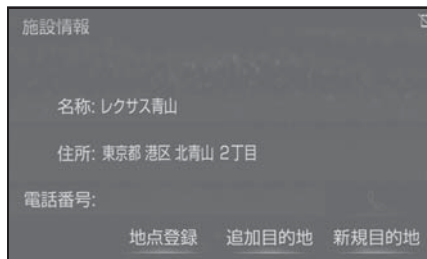 施設情報
名称: レクサス青山
住所: 東京都 港区 北青山 2丁目
電話番号:
地点登録 追加目的地 新規目的地